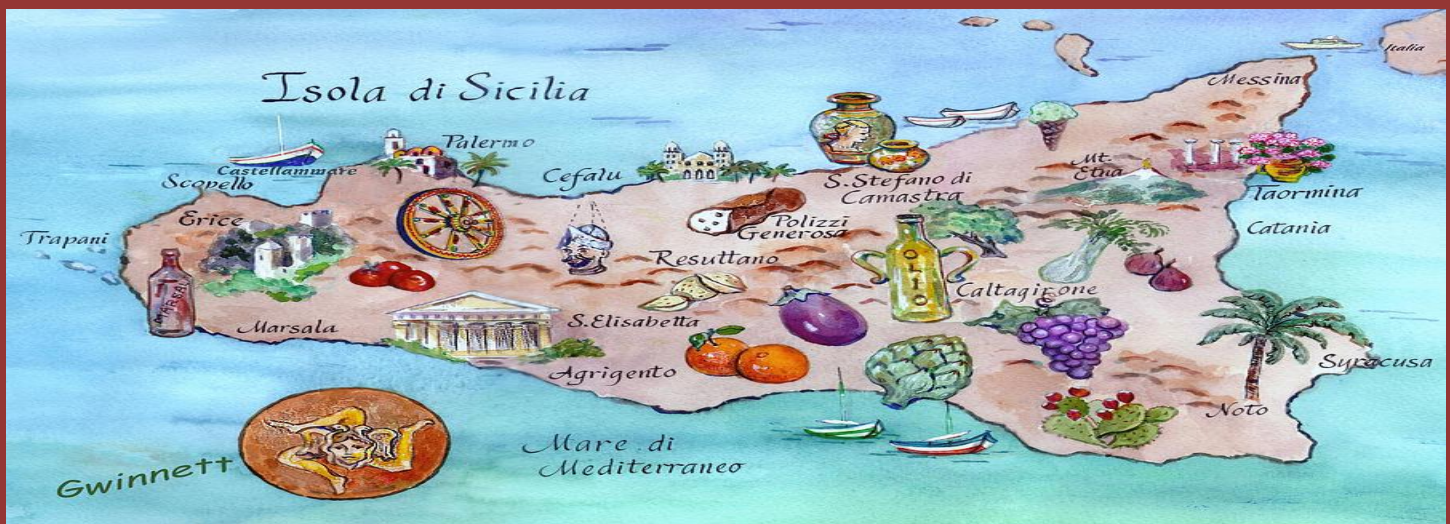 Isola di Sicilia
Italia
Messina
Palermo
Castellammare
Scopello
Cefalu
S. Stefano di
Camastra
Mt.
Etna
Taormina
Erice
Trapani
Polizzi
Generosa
Catania
Resuttano
OLIO
Caltagirone
MARSALA
Marsala
S. Elisabetta
Agrigento
Syracusa
Noto
Mare di
Mediterraneo
Gwinnett